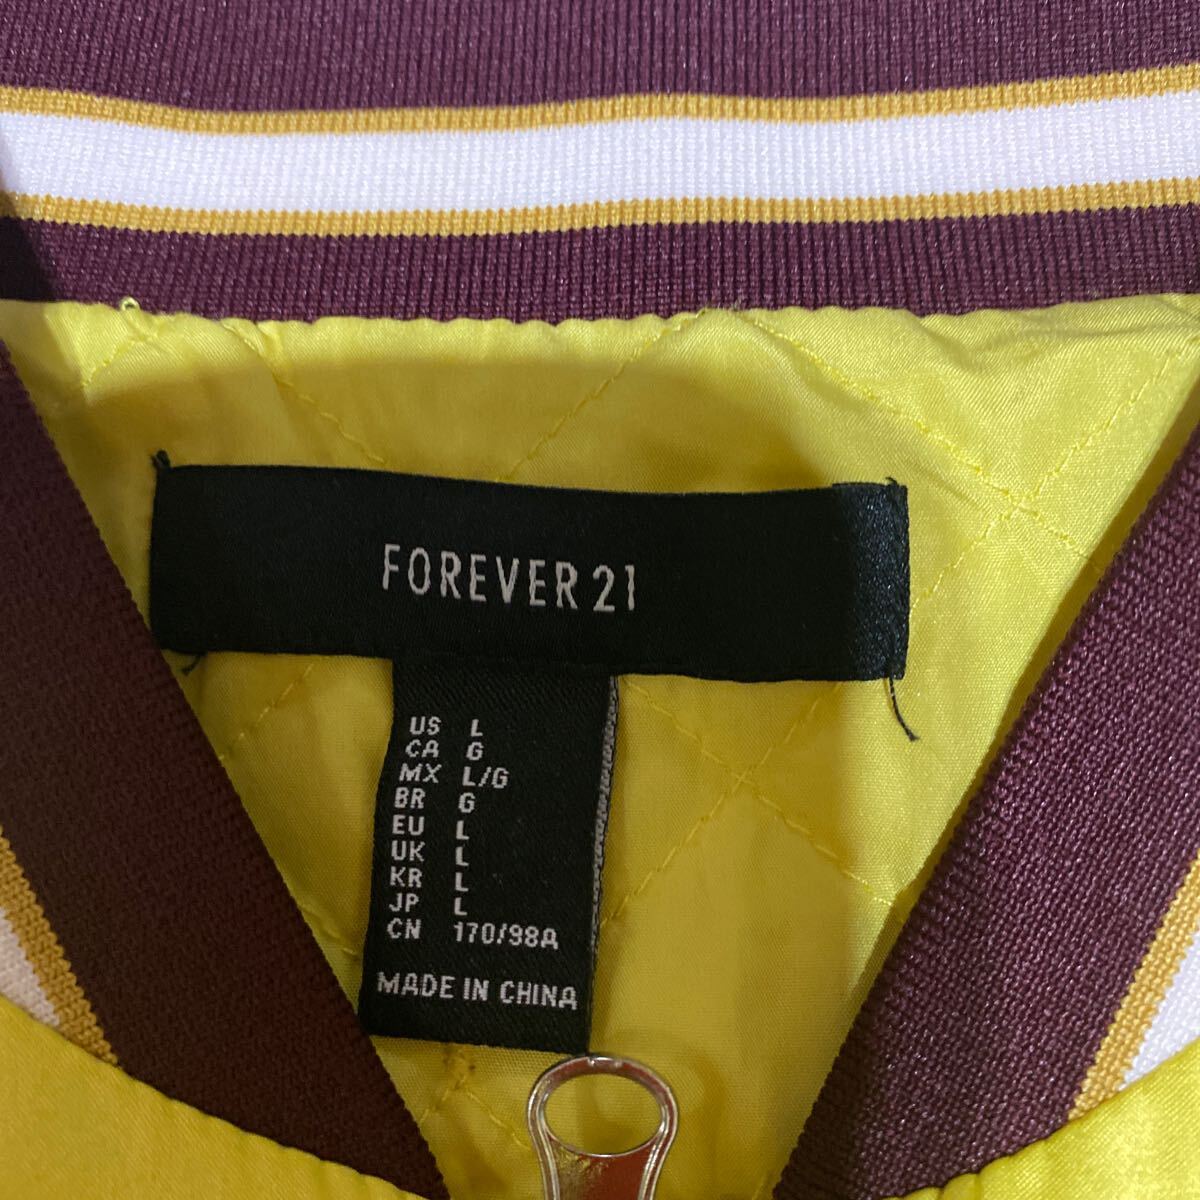 FOREVER 21
US L
CA G
MX L/G
BR G
EU L
UK L
KR L
JP L
CN 170/98A
MADE IN CHINA